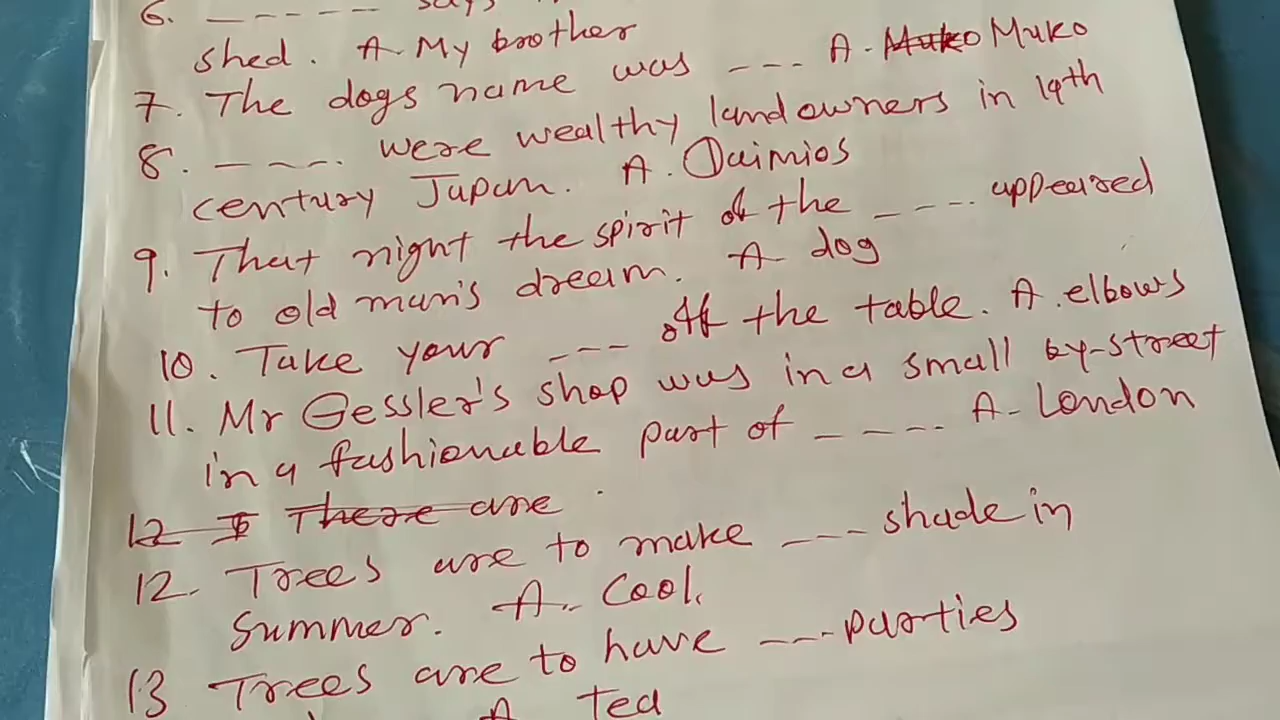 6. _ _ _ _ _ says
shed. A- My brother
7. The dogs name was _ _ _ A- Muko Muko
8. _ _ _ _. were wealthy landowners in 19th
century Japan. A. Daimios
9. That night the spirit of the _ _ _ _. appeared
to old man's dream. A- dog
10. Take your _ _ _ off the table. A. elbows
11. Mr Gessler's shop was in a small by-street
in a fashionable part of _ _ _ _. A- London
12 I There are
12. Trees are to make _ _ _ shade in
summer. A. Cool.
13 Trees are to have _ _ _ parties
A Tea